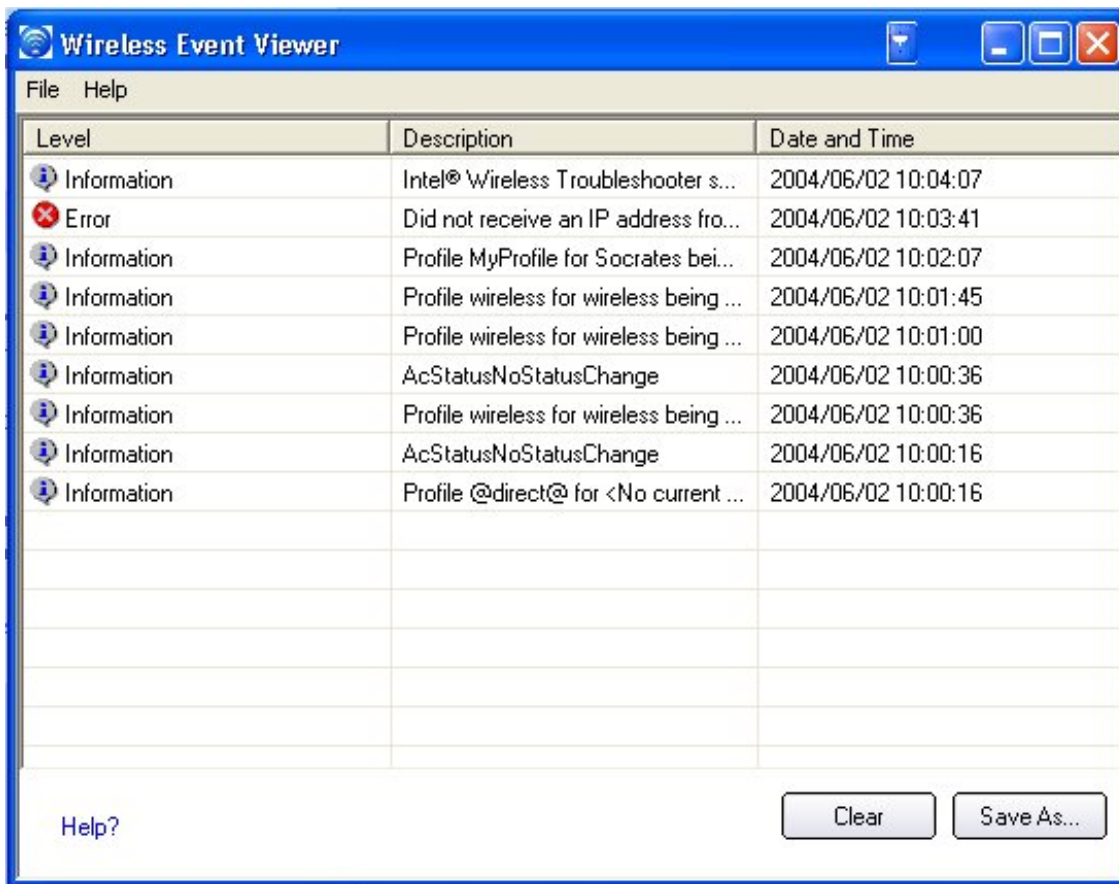 Wireless Event Viewer
File Help
Level Description Date and Time
Information Intel® Wireless Troubleshooter s... 2004/06/02 10:04:07
Error Did not receive an IP address fro... 2004/06/02 10:03:41
Information Profile MyProfile for Socrates bei... 2004/06/02 10:02:07
Information Profile wireless for wireless being ... 2004/06/02 10:01:45
Information Profile wireless for wireless being ... 2004/06/02 10:01:00
Information AcStatusNoStatusChange 2004/06/02 10:00:36
Information Profile wireless for wireless being ... 2004/06/02 10:00:36
Information AcStatusNoStatusChange 2004/06/02 10:00:16
Information Profile @direct@ for <No current ... 2004/06/02 10:00:16
Help? Clear Save As...